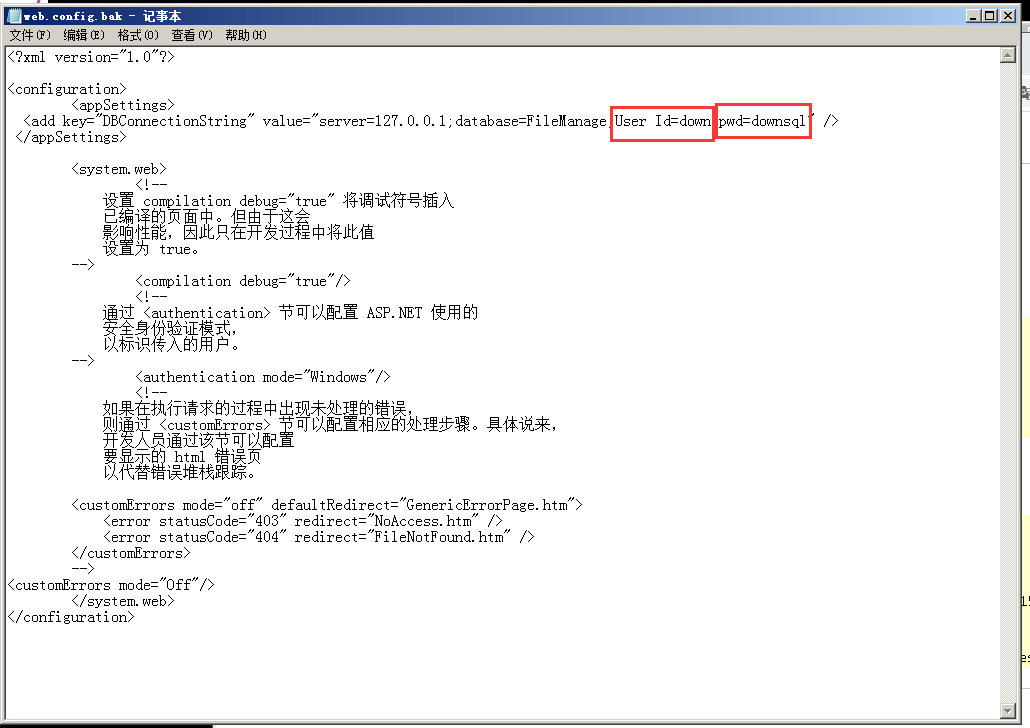 web.config.bak - 记事本
文件(F) 编辑(E) 格式(O) 查看(V) 帮助(H)
<?xml version="1.0"?>
<configuration>
<appSettings>
<add key="DBConnectionString" value="server=127.0.0.1;database=FileManage;User Id=down;pwd=downsql" />
</appSettings>
<system.web>
<!--
设置 compilation debug="true" 将调试符号插入
已编译的页面中。但由于这会
影响性能，因此只在开发过程中将此值
设置为 true。
-->
<compilation debug="true"/>
<!--
通过 <authentication> 节可以配置 ASP.NET 使用的
安全身份验证模式，
以标识传入的用户。
-->
<authentication mode="Windows"/>
<!--
如果在执行请求的过程中出现未处理的错误，
则通过 <customErrors> 节可以配置相应的处理步骤。具体说来，
开发人员通过该节可以配置
要显示的 html 错误页
以代替错误堆栈跟踪。
<customErrors mode="off" defaultRedirect="GenericErrorPage.htm">
<error statusCode="403" redirect="NoAccess.htm" />
<error statusCode="404" redirect="FileNotFound.htm" />
</customErrors>
-->
<customErrors mode="Off"/>
</system.web>
</configuration>